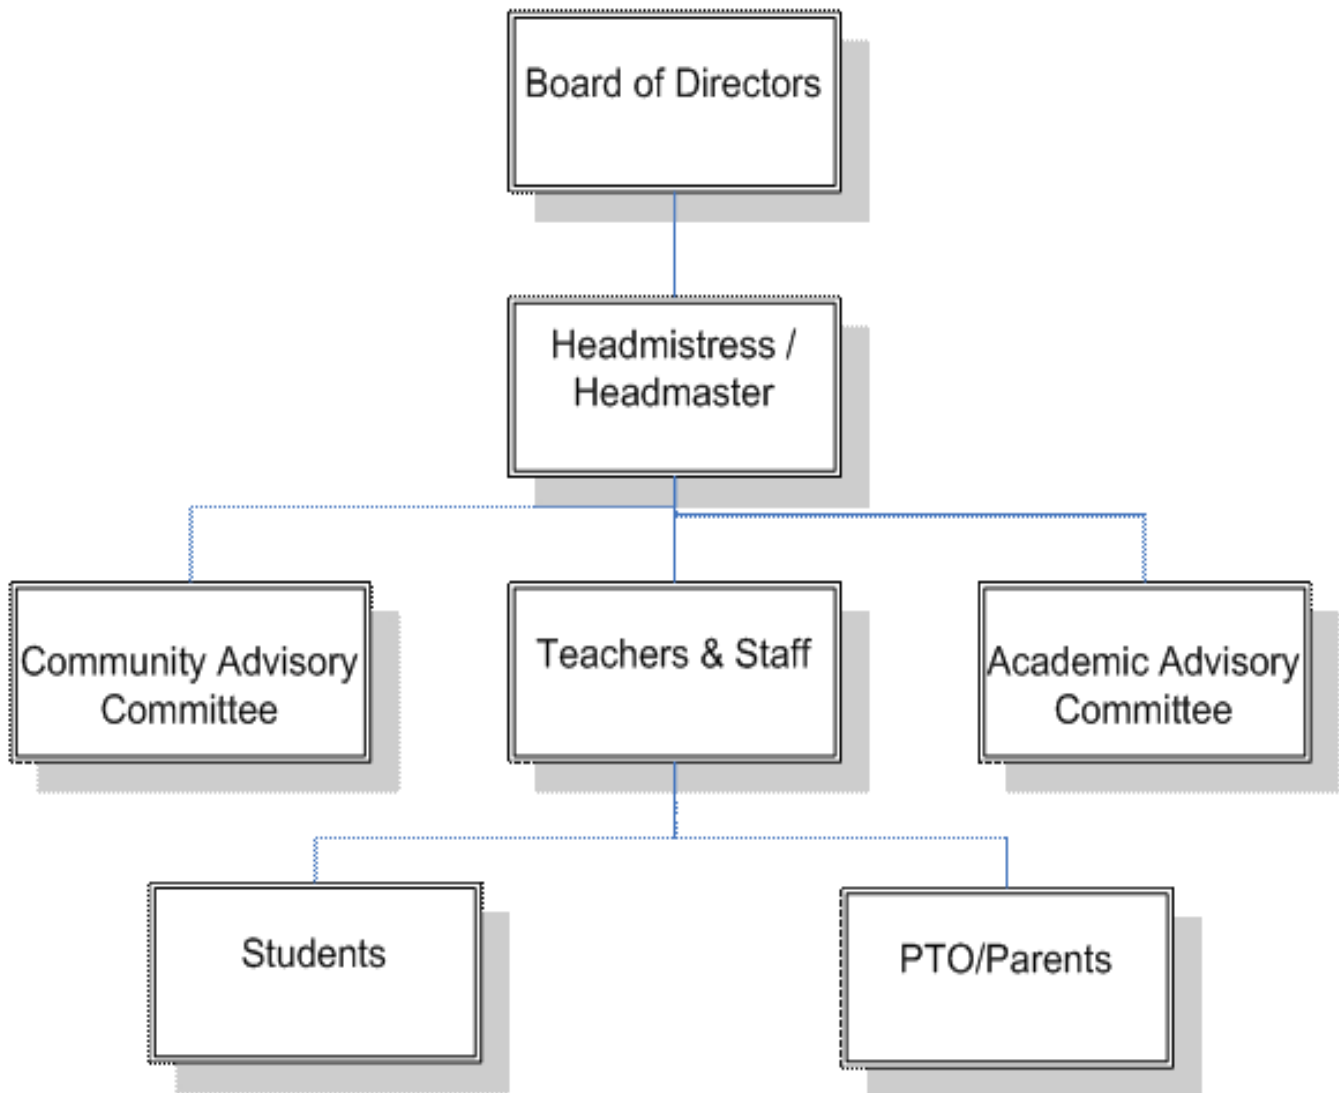 Board of Directors
Headmistress /
Headmaster
Community Advisory
Committee
Teachers & Staff
Academic Advisory
Committee
Students
PTO/Parents